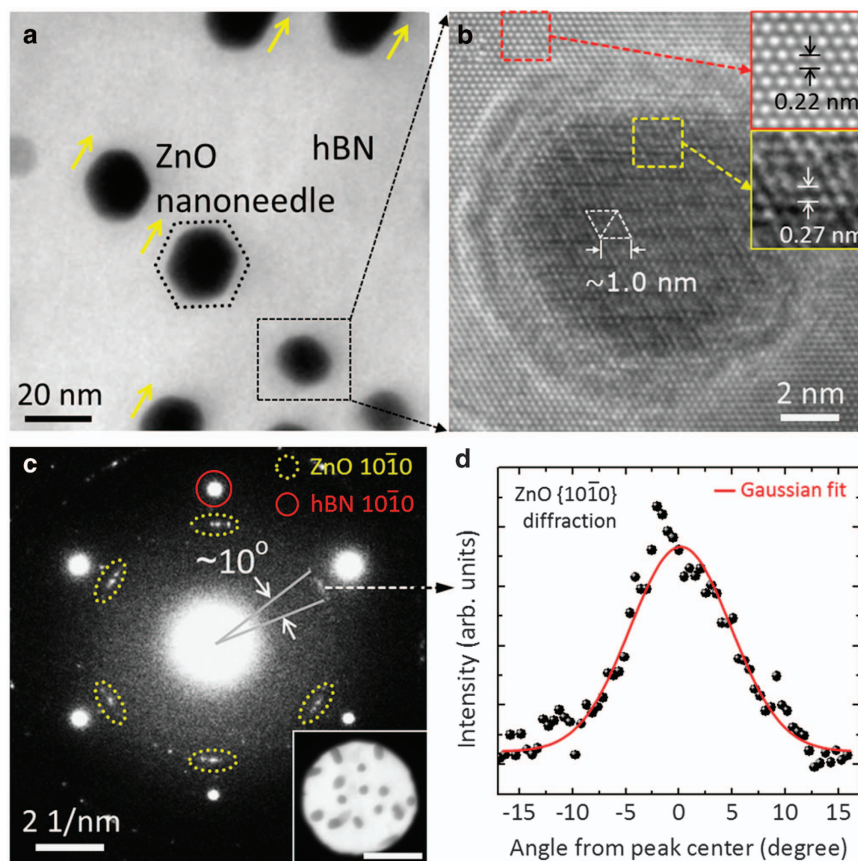 a
ZnO
nanoneedle
hBN
20 nm
b
0.22 nm
0.27 nm
~1.0 nm
2 nm
c
ZnO 101̄0
hBN 101̄0
~10°
2 1/nm
d
ZnO {101̄0}
diffraction
Gaussian fit
Intensity (arb. units)
-15 -10 -5 0 5 10 15
Angle from peak center (degree)